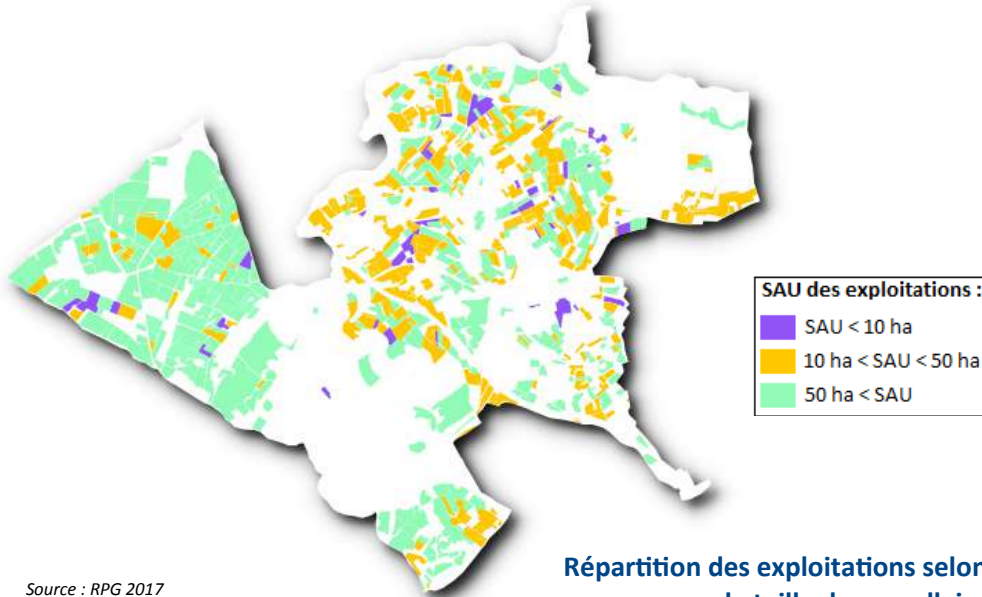 SAU des exploitations :
SAU < 10 ha
10 ha < SAU < 50 ha
50 ha < SAU
Répartition des exploitations selon
Source : RPG 2017